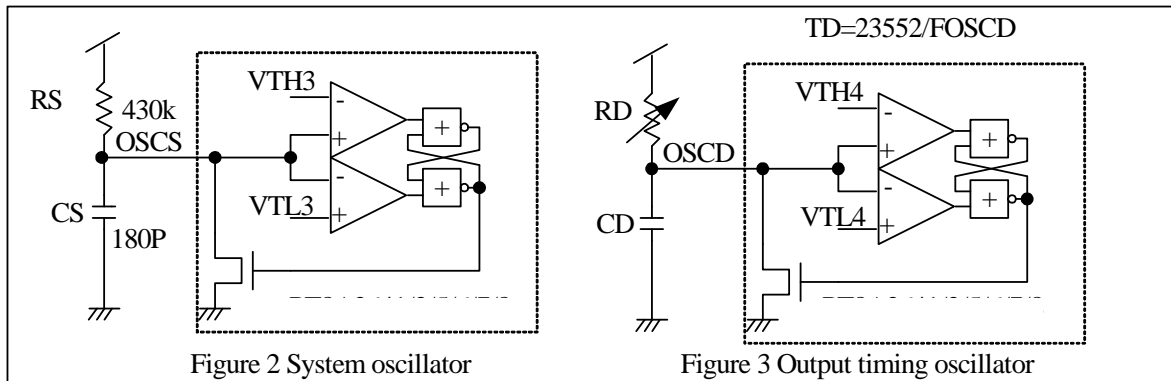 TD=23552/FOSCD
RS
430k
OSCS
CS
180P
VTH3
-
+
-
VTL3
+
+
+
RD
OSCD
CD
VTH4
-
+
-
VTL4
+
+
+
Figure 2 System oscillator
Figure 3 Output timing oscillator